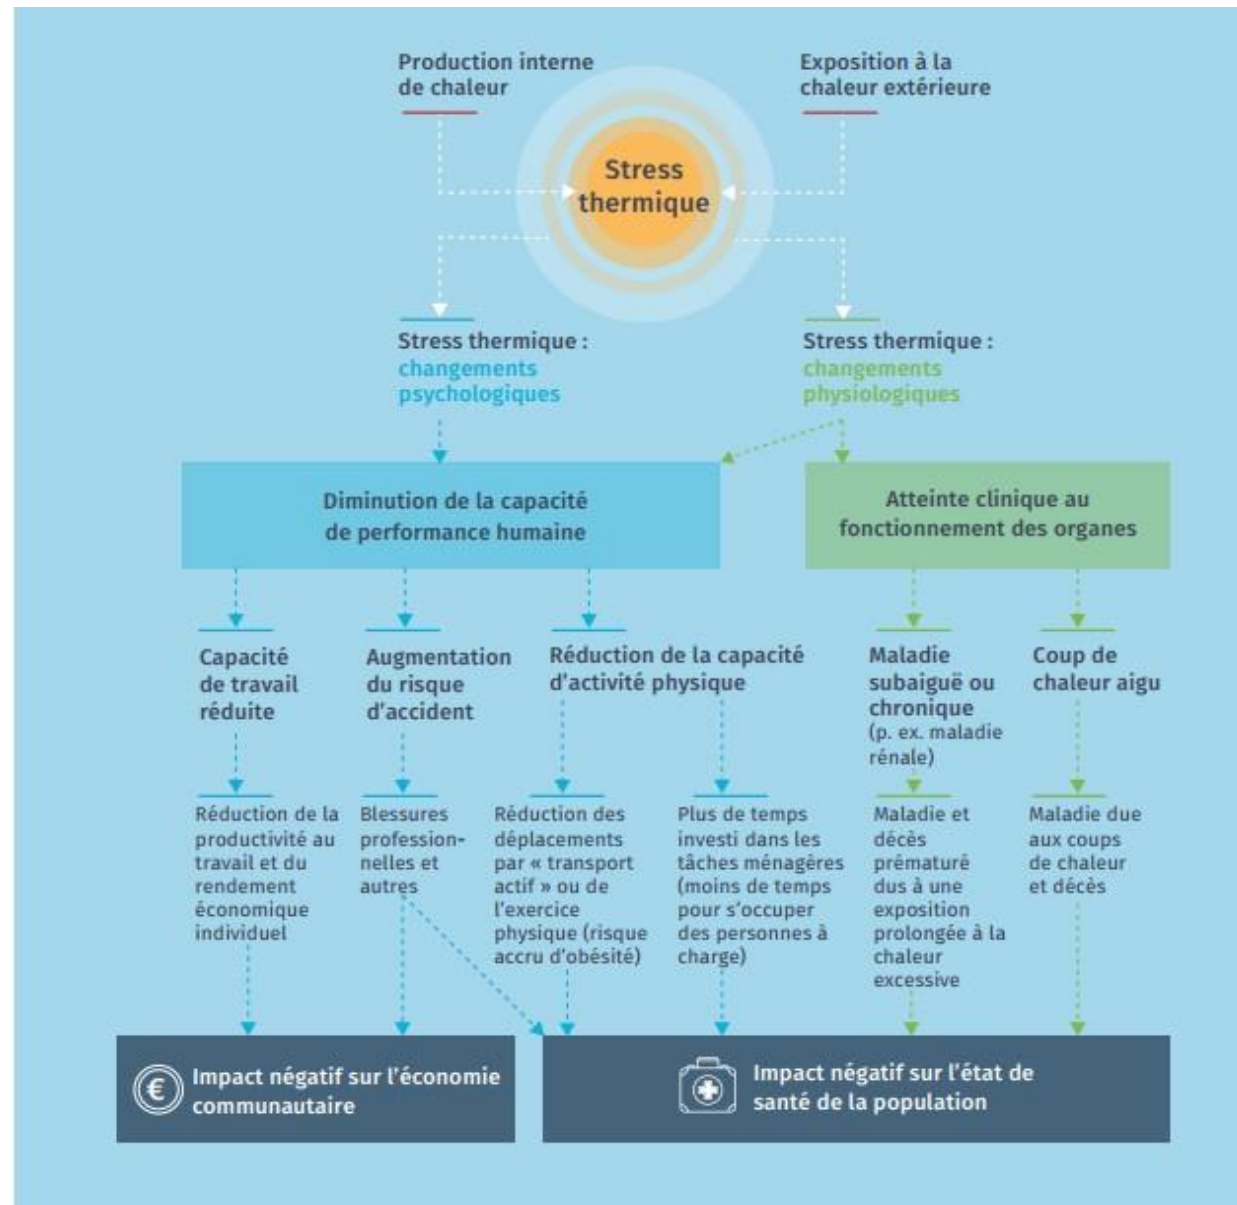 Production interne
de chaleur
Exposition à la
chaleur extérieure
Stress
thermique
Stress thermique :
changements
psychologiques
Stress thermique :
changements
physiologiques
Diminution de la capacité
de performance humaine
Atteinte clinique au
fonctionnement des organes
Capacité
de travail
réduite
Augmentation
du risque
d'accident
Réduction de la capacité
d'activité physique
Maladie
subaiguë ou
chronique
(p. ex. maladie
rénale)
Coup de
chaleur aigu
Réduction de la
productivité au
travail et du
rendement
économique
individuel
Blessures
profession-
nelles et
autres
Réduction des
déplacements
par « transport
actif » ou de
l'exercice
physique (risque
accru d'obésité)
Plus de temps
investi dans les
tâches ménagères
(moins de temps
pour s'occuper
des personnes à
charge)
Maladie et
décès
prématuré
dus à une
exposition
prolongée à la
chaleur
excessive
Maladie due
aux coups
de chaleur
et décès
€
Impact négatif sur l'économie
communautaire
Impact négatif sur l'état de
santé de la population